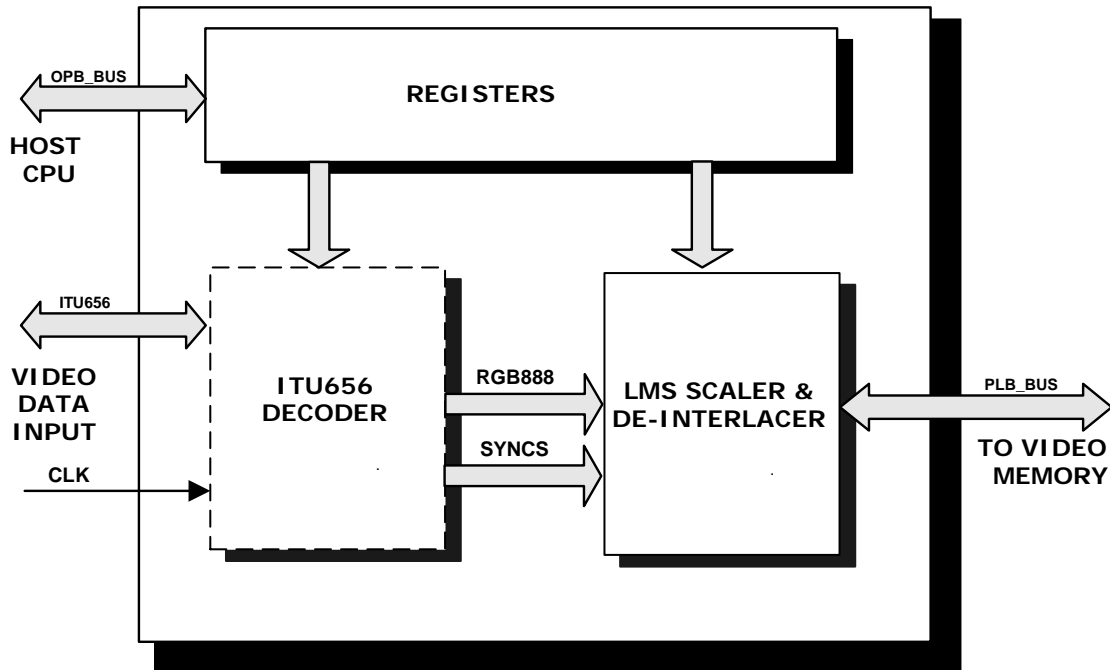 OPB_BUS
REGISTERS
HOST
CPU
ITU656
VIDEO
DATA
INPUT
CLK
ITU656
DECODER
RGB888
SYNCS
LMS SCALER &
DE-INTERLACER
PLB_BUS
TO VIDEO
MEMORY